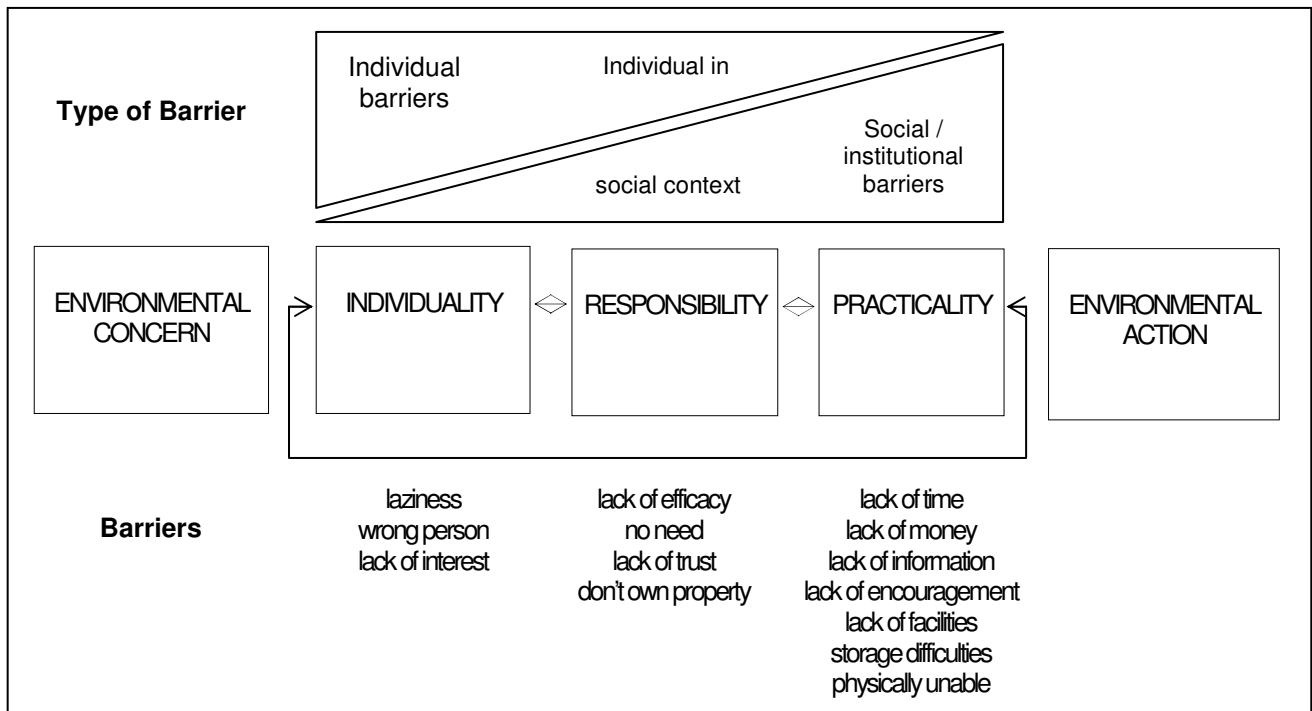 Type of Barrier
Individual
barriers
Individual in
social context
Social /
institutional
barriers
ENVIRONMENTAL
CONCERN
INDIVIDUALITY
RESPONSIBILITY
PRACTICALITY
ENVIRONMENTAL
ACTION
Barriers
laziness
wrong person
lack of interest
lack of efficacy
no need
lack of trust
don't own property
lack of time
lack of money
lack of information
lack of encouragement
lack of facilities
storage difficulties
physically unable